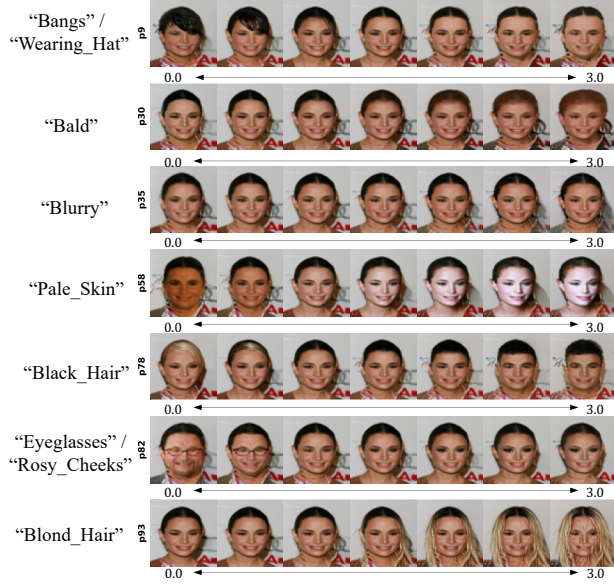 “Bangs” /
“Wearing_Hat”
p9
0.0 3.0
“Bald”
p30
0.0 3.0
“Blurry”
p35
0.0 3.0
“Pale_Skin”
p58
0.0 3.0
“Black_Hair”
p78
0.0 3.0
“Eyeglasses” /
“Rosy_Cheeks”
p82
0.0 3.0
“Blond_Hair”
p93
0.0 3.0